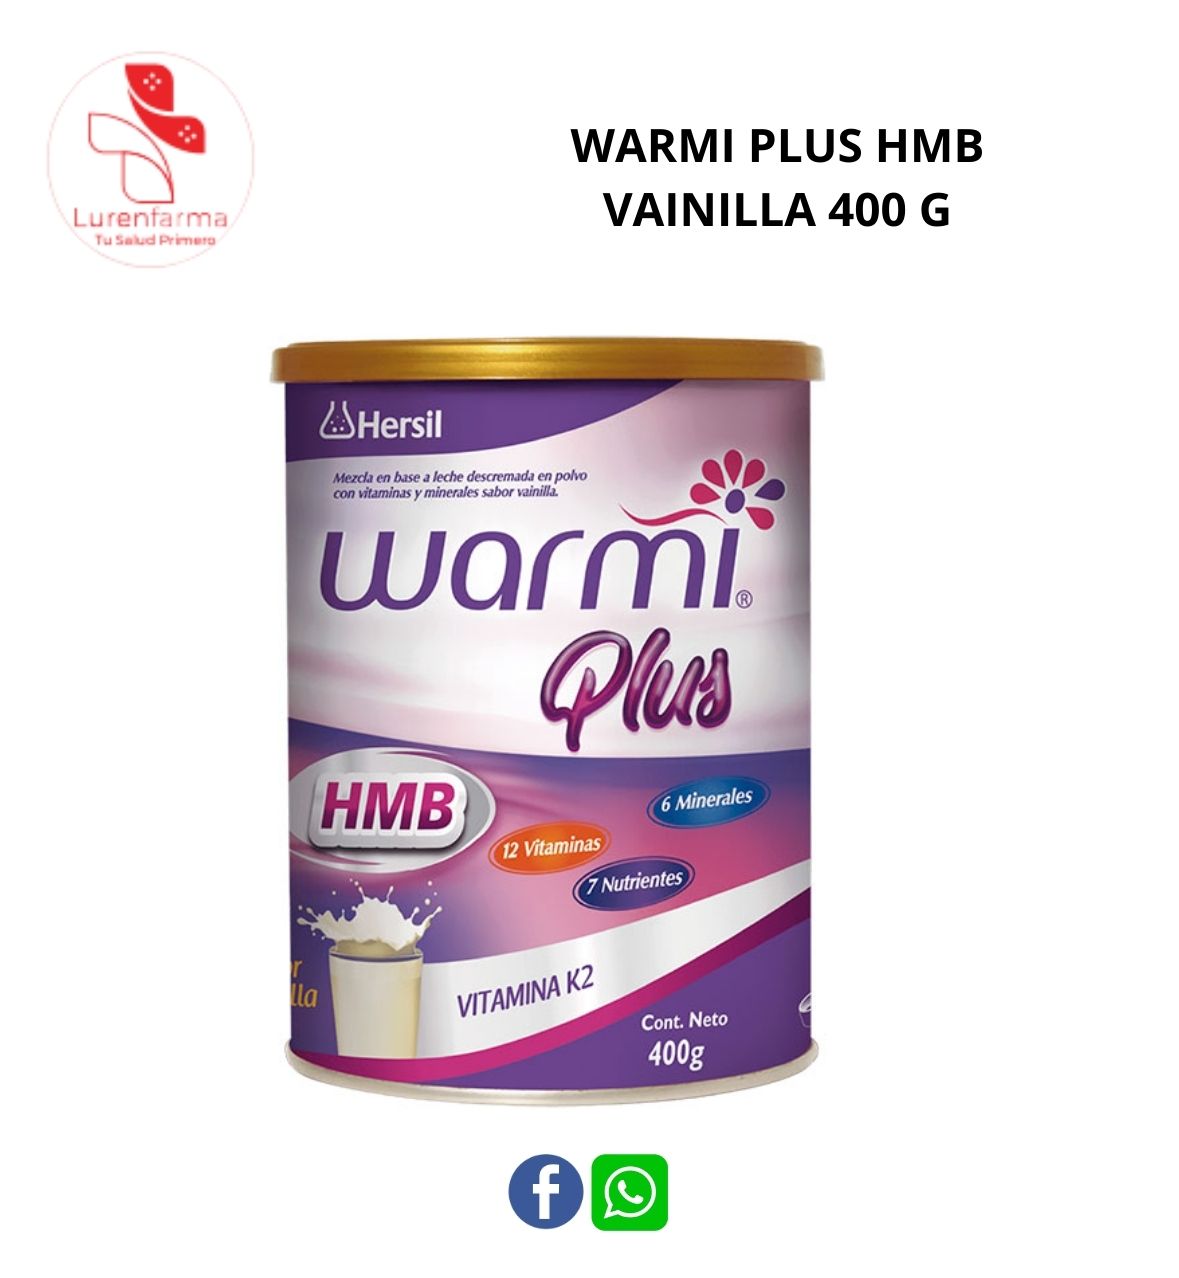 Lurenfarma
Tu Salud Primero
WARMI PLUS HMB
VAINILLA 400 G
Hersil
Mezcla en base a leche descremada en polvo
con vitaminas y minerales sabor vainilla.
warmi®
Plus
HMB
6 Minerales
12 Vitaminas
7 Nutrientes
VITAMINA K2
Cont. Neto
400g